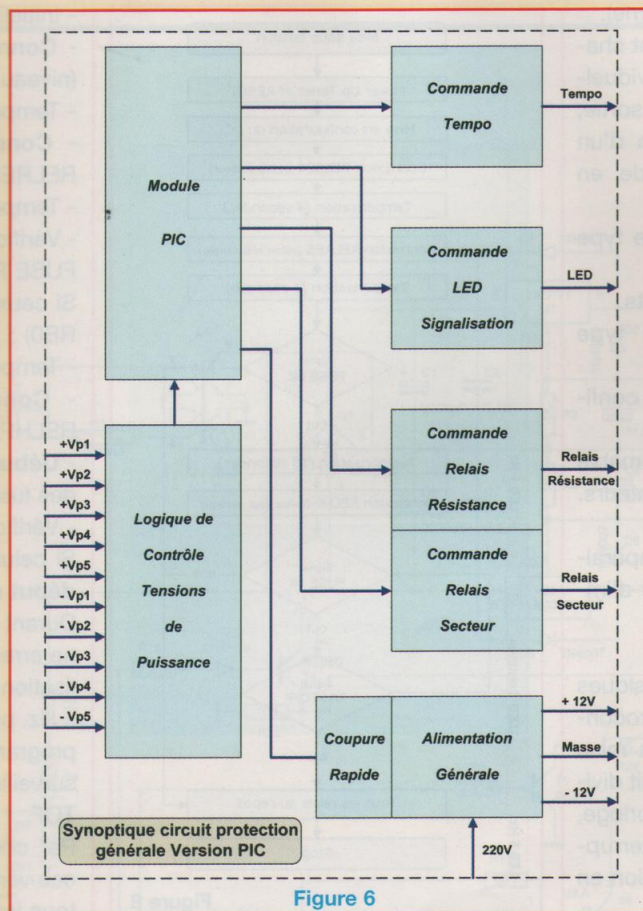 Module
PIC
Commande
Tempo
Tempo
Commande
LED
Signalisation
LED
+Vp1
+Vp2
+Vp3
+Vp4
+Vp5
- Vp1
- Vp2
- Vp3
- Vp4
- Vp5
Logique de
Contrôle
Tensions
de
Puissance
Commande
Relais
Résistance
Relais
Résistance
Commande
Relais
Secteur
Relais
Secteur
Coupure
Rapide
Alimentation
Générale
+ 12V
Masse
- 12V
220V
Synoptique circuit protection
générale Version PIC
Figure 6